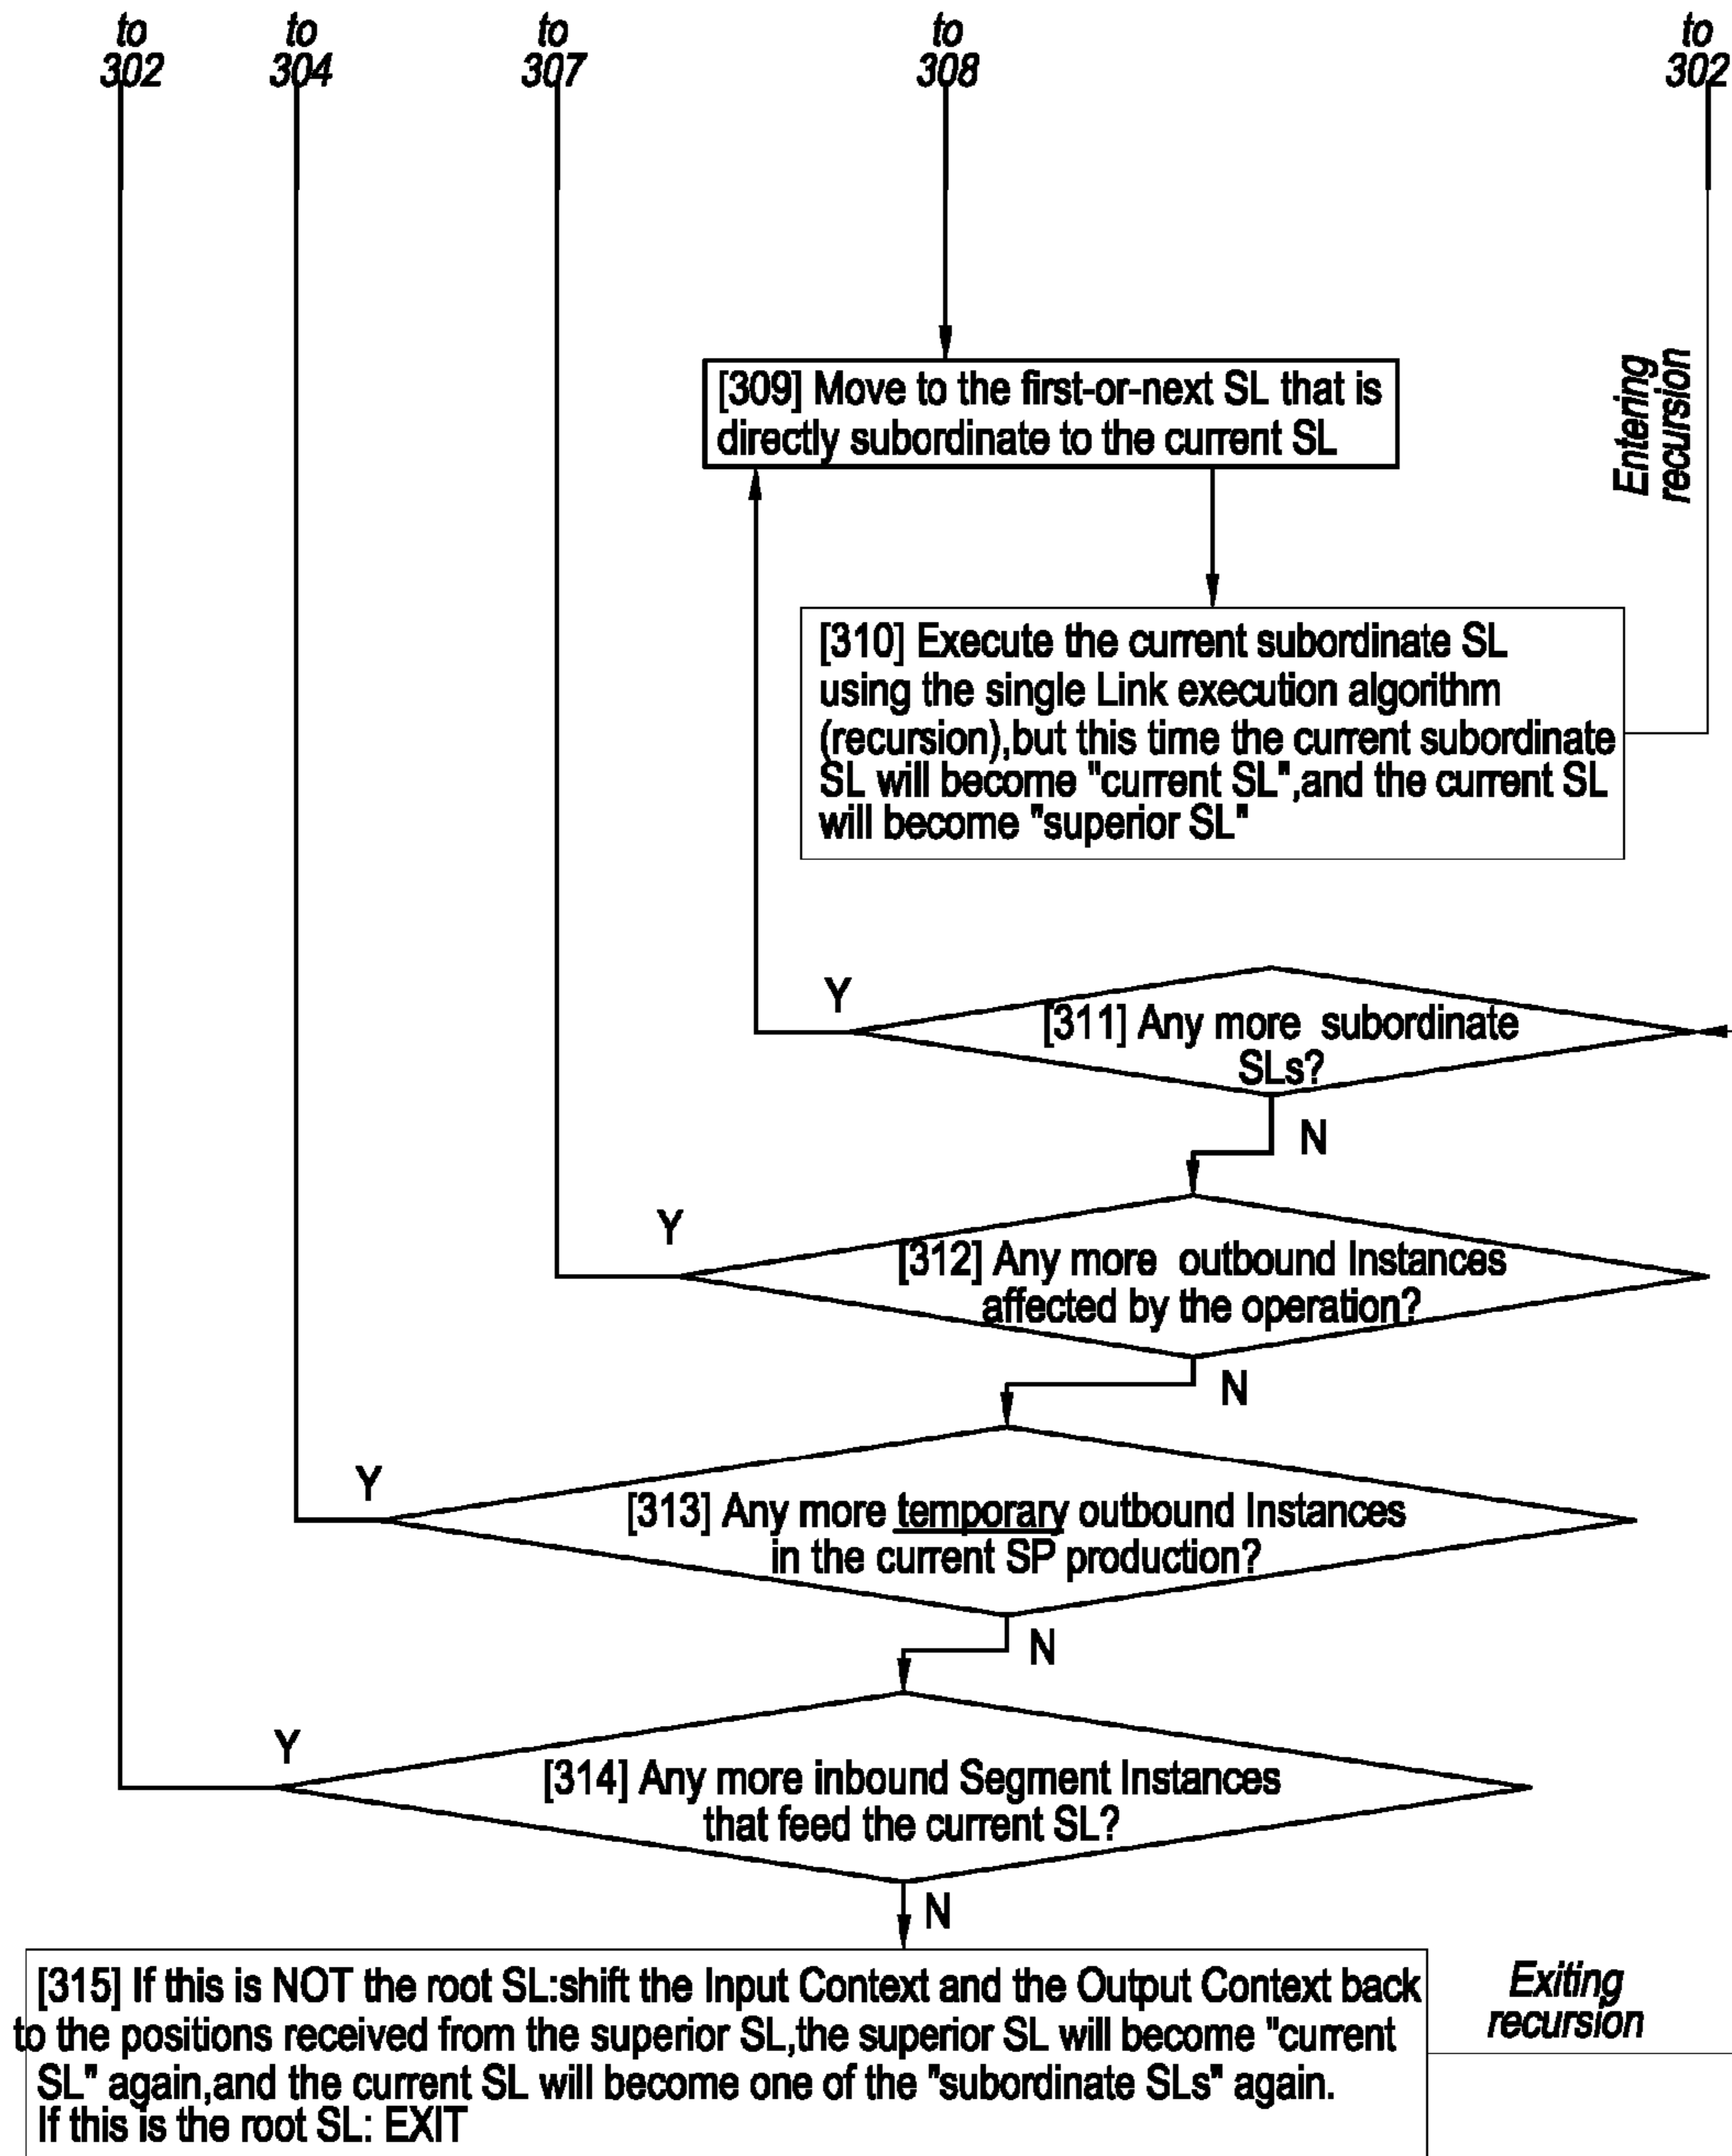 to
302
to
304
to
307
to
308
to
302
[309] Move to the first-or-next SL that is
directly subordinate to the current SL
Entering
recursion
[310] Execute the current subordinate SL
using the single Link execution algorithm
(recursion),but this time the current subordinate
SL will become "current SL",and the current SL
will become "superior SL"
Y
[311] Any more subordinate
SLs?
N
Y
[312] Any more outbound Instances
affected by the operation?
N
Y
[313] Any more temporary outbound Instances
in the current SP production?
N
Y
[314] Any more inbound Segment Instances
that feed the current SL?
N
[315] If this is NOT the root SL:shift the Input Context and the Output Context back
to the positions received from the superior SL,the superior SL will become "current
SL" again,and the current SL will become one of the "subordinate SLs" again.
If this is the root SL: EXIT
Exiting
recursion